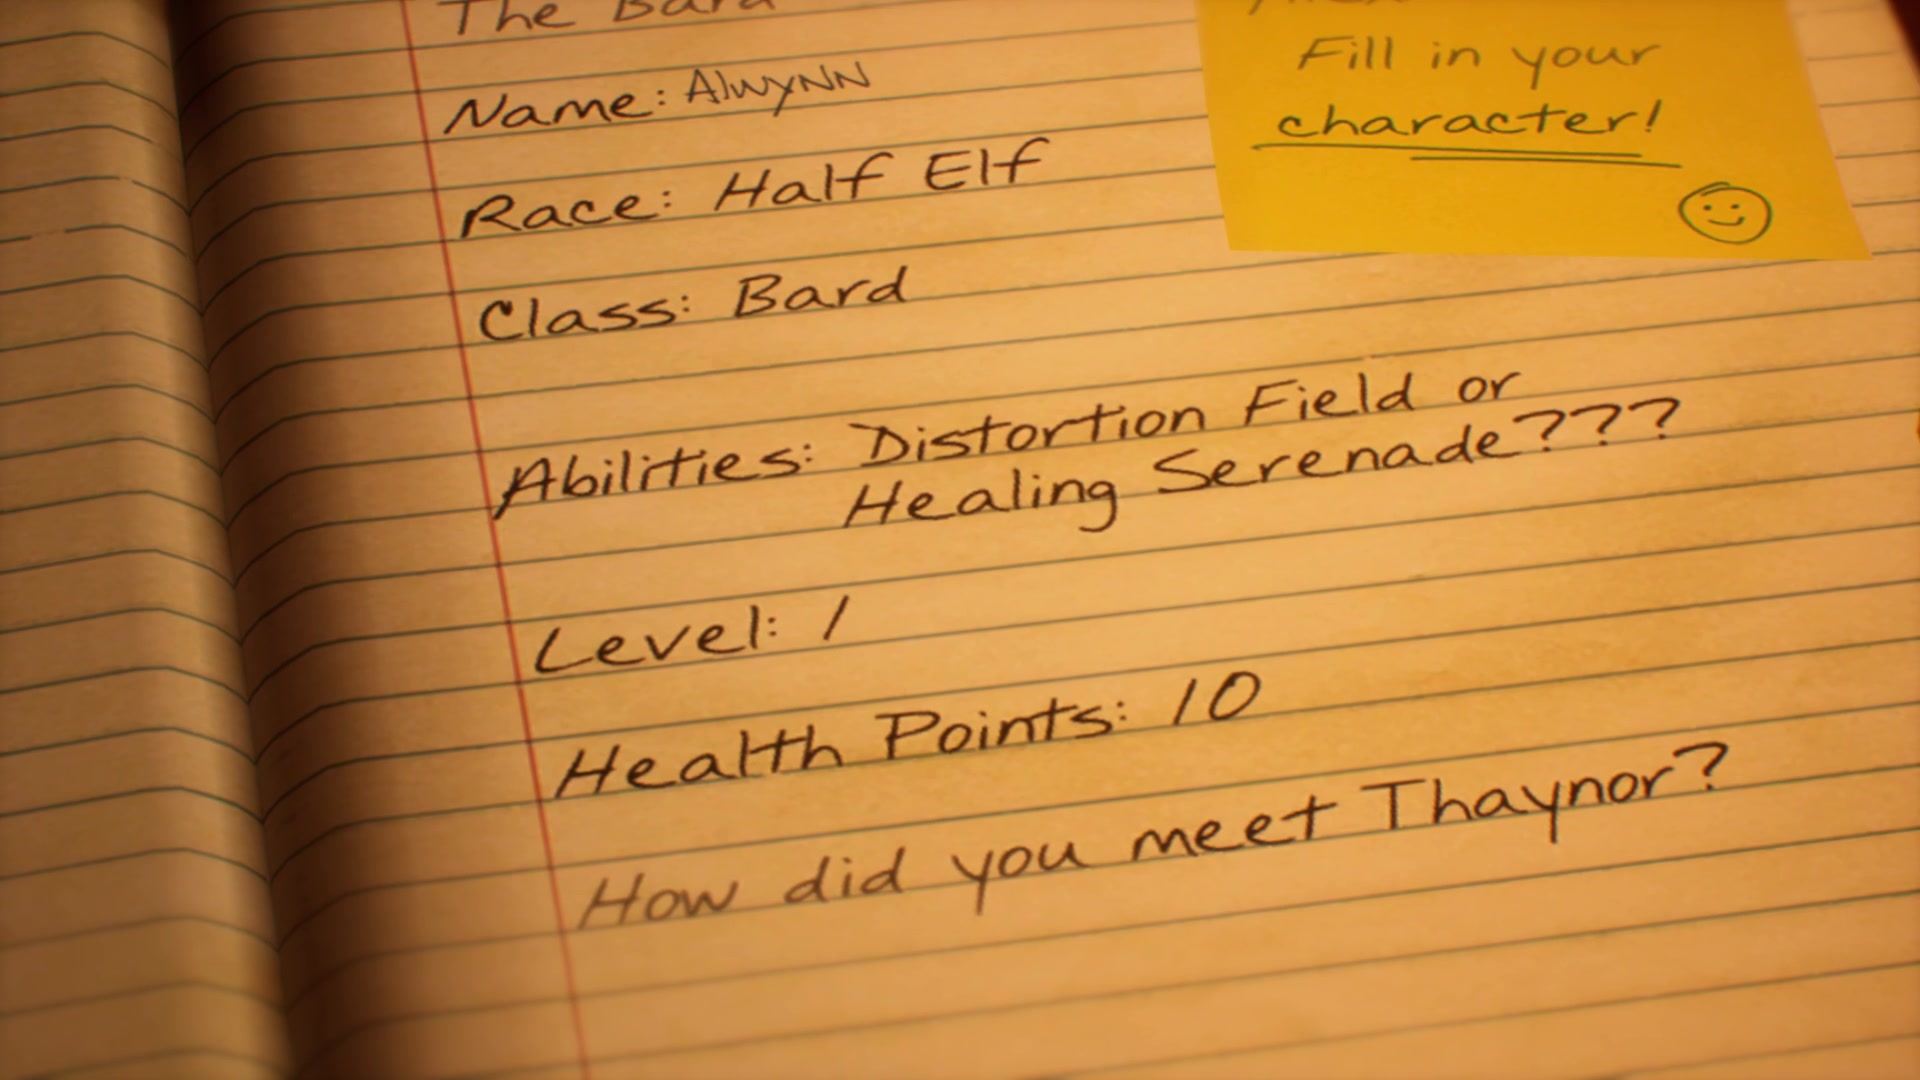 The Bard
Name: Alwynn
Race: Half Elf
Class: Bard
Abilities: Distortion Field or
Healing Serenade???
Level: 1
Health Points: 10
How did you meet Thaynor?
Fill in your
character!